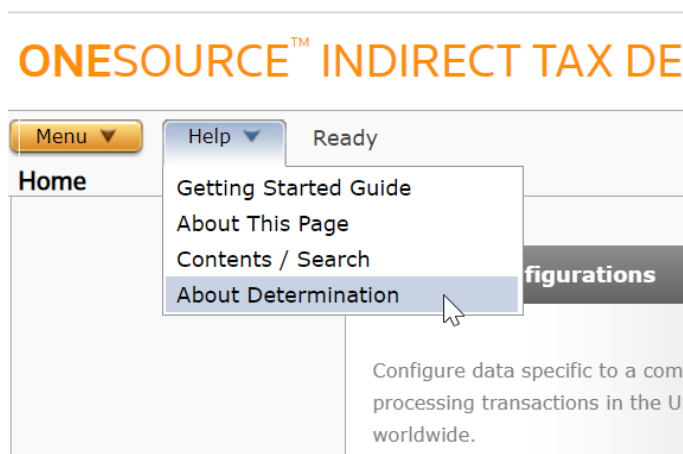 ONESOURCE™ INDIRECT TAX DE
Menu Help Ready
Home
Getting Started Guide
About This Page
Contents / Search
About Determination
figurations
Configure data specific to a com
processing transactions in the U
worldwide.